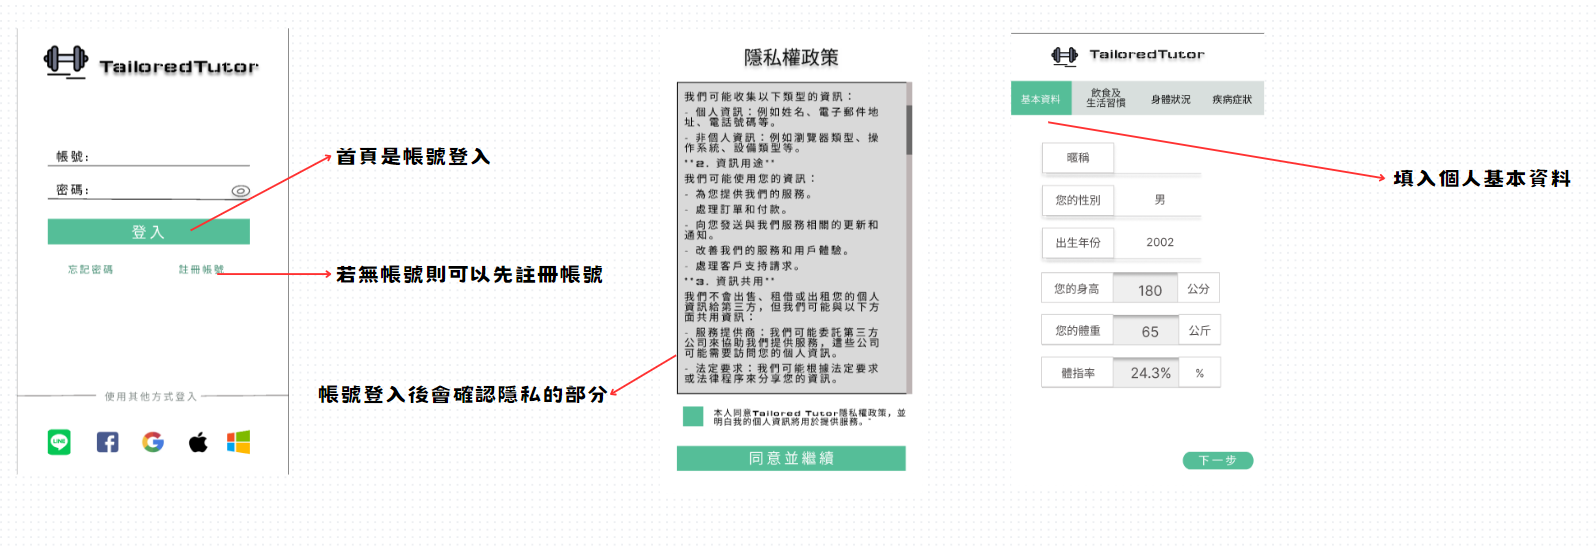 TailoredTutor
帳號:
密碼:
登入
忘記密碼
註冊帳號
使用其他方式登入
LINE
首頁是帳號登入
若無帳號則可以先註冊帳號
帳號登入後會確認隱私的部分
隱私權政策
我們可能收集以下類型的資訊：
- 個人資訊：例如姓名、電子郵件地
址、電話號碼等。
- 非個人資訊：例如瀏覽器類型、操
作系統、設備類型等。
**2. 資訊用途**
我們可能使用您的資訊：
- 為您提供我們的服務。
- 處理訂單和付款。
- 向您發送與我們服務相關的更新和
通知。
- 改善我們的服務和用戶體驗。
- 處理客戶支持請求。
**3. 資訊共用**
我們不會出售、租借或出租您的個人
資訊給第三方，但我們可能與以下方
面共用資訊：
- 服務提供商：我們可能委託第三方
公司來協助我們提供服務，這些公司
可能需要訪問您的個人資訊。
- 法定要求：我們可能根據法定要求
或法律程序來分享您的資訊。
本人同意Tailored Tutor隱私權政策，並
明白我的個人資訊將用於提供服務。`
同意並繼續
TailoredTutor
基本資料
飲食及
生活習慣
身體狀況
疾病症狀
暱稱
您的性別 男
出生年份 2002
您的身高 180 公分
您的體重 65 公斤
體指率 24.3% %
下一步
填入個人基本資料